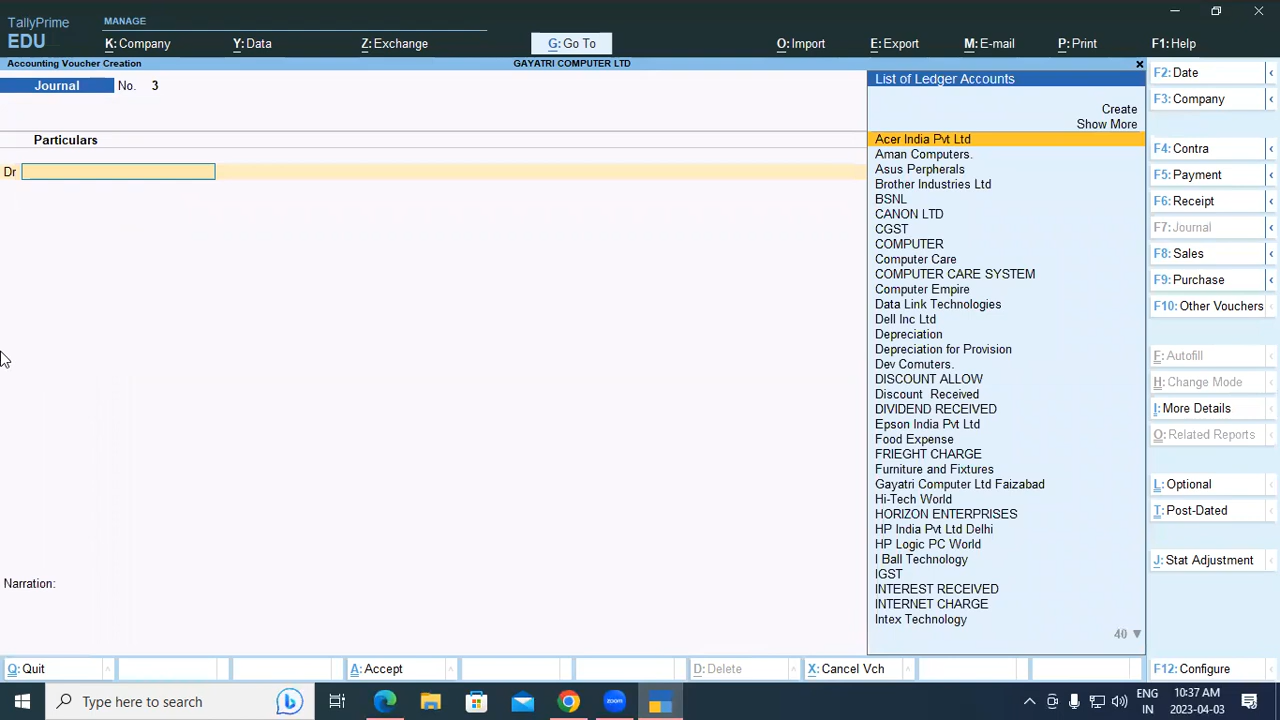 TallyPrime
EDU
MANAGE
K: Company
Y: Data
Z: Exchange
G: Go To
O: Import
E: Export
M: E-mail
P: Print
F1: Help
Accounting Voucher Creation
GAYATRI COMPUTER LTD
Journal No. 3
Particulars
Dr
Narration:
List of Ledger Accounts
Create
Show More
Acer India Pvt Ltd
Aman Computers.
Asus Perpherals
Brother Industries Ltd
BSNL
CANON LTD
CGST
COMPUTER
Computer Care
COMPUTER CARE SYSTEM
Computer Empire
Data Link Technologies
Dell Inc Ltd
Depreciation
Depreciation for Provision
Dev Comuters.
DISCOUNT ALLOW
Discount Received
DIVIDEND RECEIVED
Epson India Pvt Ltd
Food Expense
FRIEGHT CHARGE
Furniture and Fixtures
Gayatri Computer Ltd Faizabad
Hi-Tech World
HORIZON ENTERPRISES
HP India Pvt Ltd Delhi
HP Logic PC World
I Ball Technology
IGST
INTEREST RECEIVED
INTERNET CHARGE
Intex Technology
40
F2: Date
F3: Company
F4: Contra
F5: Payment
F6: Receipt
F7: Journal
F8: Sales
F9: Purchase
F10: Other Vouchers
F: Autofill
H: Change Mode
I: More Details
O: Related Reports
L: Optional
T: Post-Dated
J: Stat Adjustment
F12: Configure
Q: Quit
A: Accept
D: Delete
X: Cancel Vch
Type here to search
zoom
ENG
IN
10:37 AM
2023-04-03